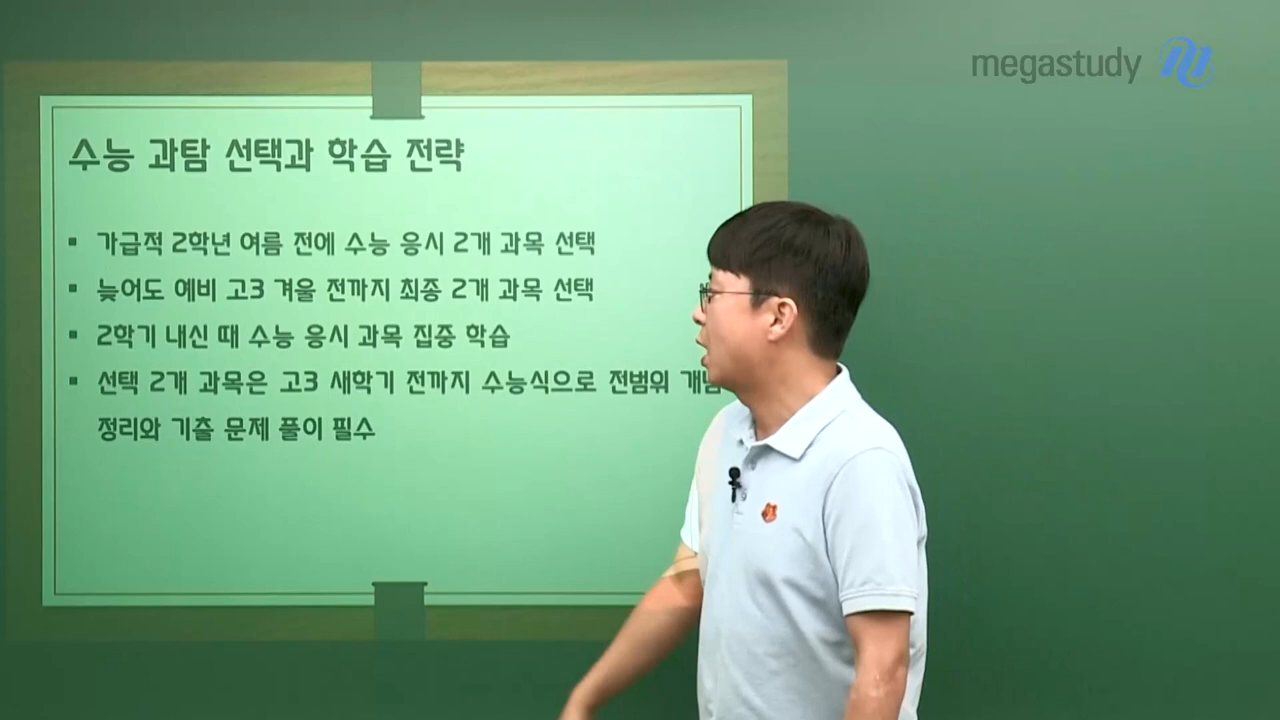 megastudy
수능 과탐 선택과 학습 전략
▪ 가급적 2학년 여름 전에 수능 응시 2개 과목 선택
▪ 늦어도 예비 고3 겨울 전까지 최종 2개 과목 선택
▪ 2학기 내신 때 수능 응시 과목 집중 학습
▪ 선택 2개 과목은 고3 새학기 전까지 수능식으로 전범위 개념
정리와 기출 문제 풀이 필수